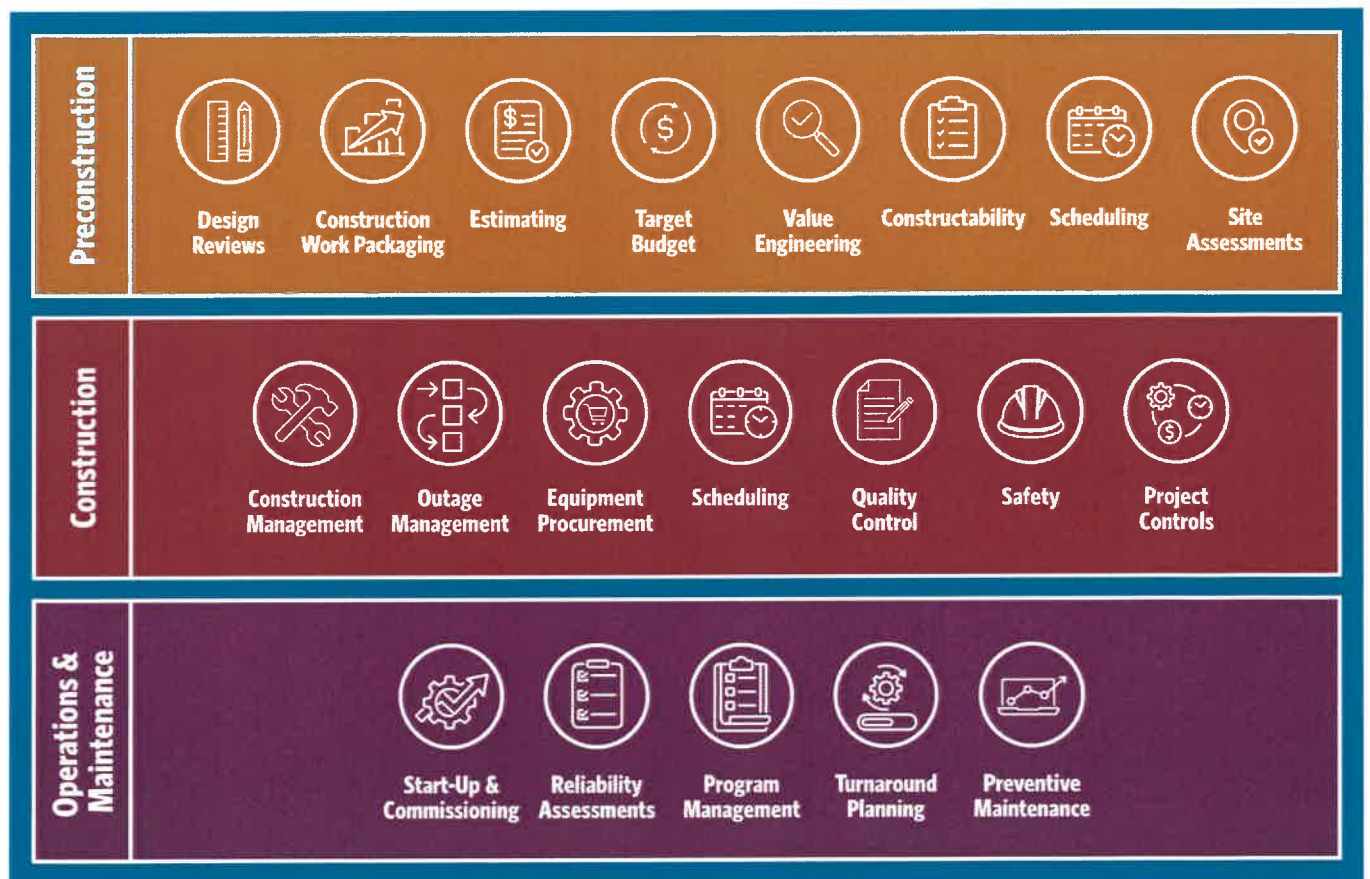 Preconstruction
Design
Reviews
Construction
Work Packaging
Estimating
Target
Budget
Value
Engineering
Constructability
Scheduling
Site
Assessments
Construction
Construction
Management
Outage
Management
Equipment
Procurement
Scheduling
Quality
Control
Safety
Project
Controls
Operations &
Maintenance
Start-Up &
Commissioning
Reliability
Assessments
Program
Management
Turnaround
Planning
Preventive
Maintenance